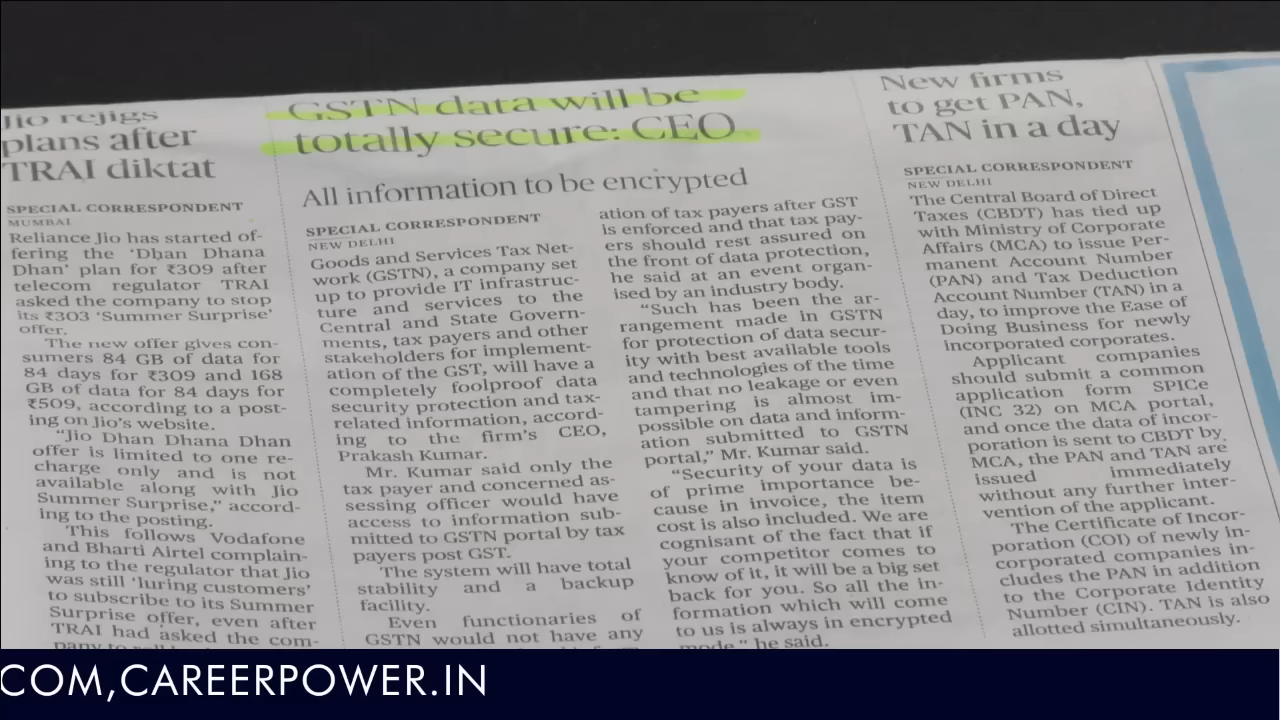 Jio rejigs
plans after
TRAI diktat
SPECIAL CORRESPONDENT
MUMBAI
Reliance Jio has started of-
fering the ‘Dhan Dhana
Dhan’ plan for ₹309 after
telecom regulator TRAI
asked the company to stop
its ₹303 ‘Summer Surprise’
offer.
The new offer gives con-
sumers 84 GB of data for
84 days for ₹309 and 168
GB of data for 84 days for
₹509, according to a post-
ing on Jio’s website.
“Jio Dhan Dhana Dhan
offer is limited to one re-
charge only and is not
available along with Jio
Summer Surprise,” accord-
ing to the posting.
This follows Vodafone
and Bharti Airtel complain-
ing to the regulator that Jio
was still ‘luring customers’
to subscribe to its Summer
Surprise offer, even after
TRAI had asked the com-
GSTN data will be
totally secure: CEO
All information to be encrypted
SPECIAL CORRESPONDENT
NEW DELHI
Goods and Services Tax Net-
work (GSTN), a company set
up to provide IT infrastruc-
ture and services to the
Central and State Govern-
ments, tax payers and other
stakeholders for implement-
ation of the GST, will have a
completely foolproof data
security protection and tax-
related information, accord-
ing to the firm’s CEO,
Prakash Kumar.
Mr. Kumar said only the
tax payer and concerned as-
sessing officer would have
access to information sub-
mitted to GSTN portal by tax
payers post GST.
The system will have total
stability and a backup
facility.
Even functionaries of
GSTN would not have any
ation of tax payers after GST
is enforced and that tax pay-
ers should rest assured on
the front of data protection,
he said at an event organ-
ised by an industry body.
“Such has been the ar-
rangement made in GSTN
for protection of data secur-
ity with best available tools
and technologies of the time
and that no leakage or even
tampering is almost im-
possible on data and inform-
ation submitted to GSTN
portal,” Mr. Kumar said.
“Security of your data is
of prime importance be-
cause in invoice, the item
cost is also included. We are
cognisant of the fact that if
your competitor comes to
know of it, it will be a big set
back for you. So all the in-
formation which will come
to us is always in encrypted
mode,” he said.
New firms
to get PAN,
TAN in a day
SPECIAL CORRESPONDENT
NEW DELHI
The Central Board of Direct
Taxes (CBDT) has tied up
with Ministry of Corporate
Affairs (MCA) to issue Per-
manent Account Number
(PAN) and Tax Deduction
Account Number (TAN) in a
day, to improve the Ease of
Doing Business for newly
incorporated corporates.
Applicant companies
should submit a common
application form SPICe
(INC 32) on MCA portal,
and once the data of incor-
poration is sent to CBDT by
MCA, the PAN and TAN are
issued immediately
without any further inter-
vention of the applicant.
The Certificate of Incor-
poration (COI) of newly in-
corporated companies in-
cludes the PAN in addition
to the Corporate Identity
Number (CIN). TAN is also
allotted simultaneously.
COM,CAREERPOWER.IN